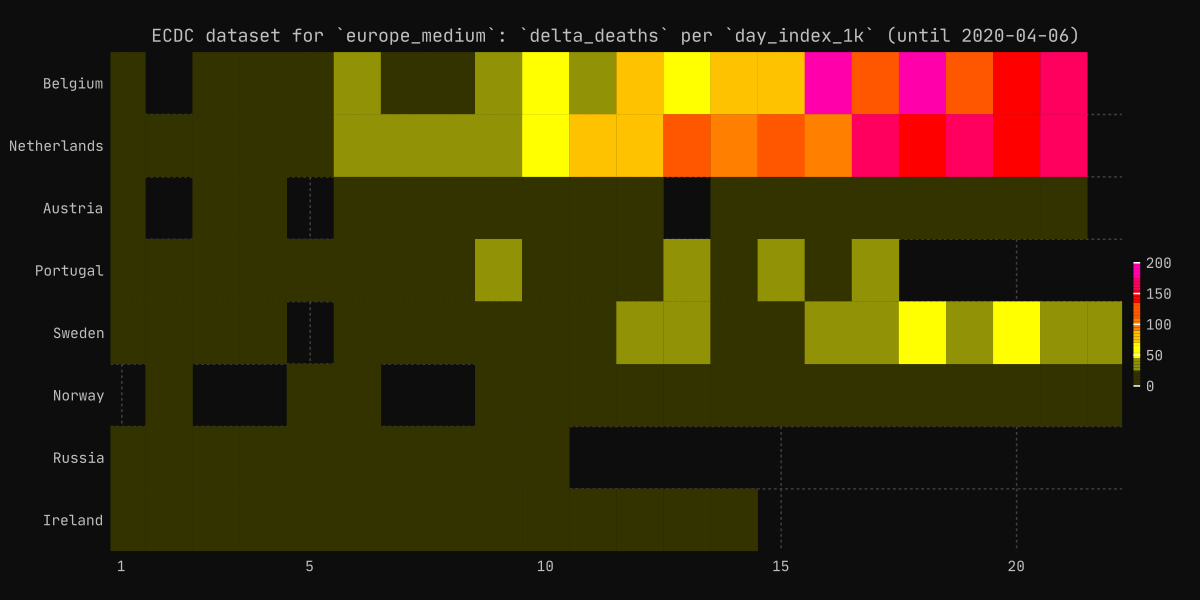 ECDC dataset for `europe_medium`: `delta_deaths` per `day_index_1k` (until 2020-04-06)
Belgium
Netherlands
Austria
Portugal
Sweden
Norway
Russia
Ireland
200
150
100
50
0
1 5 10 15 20